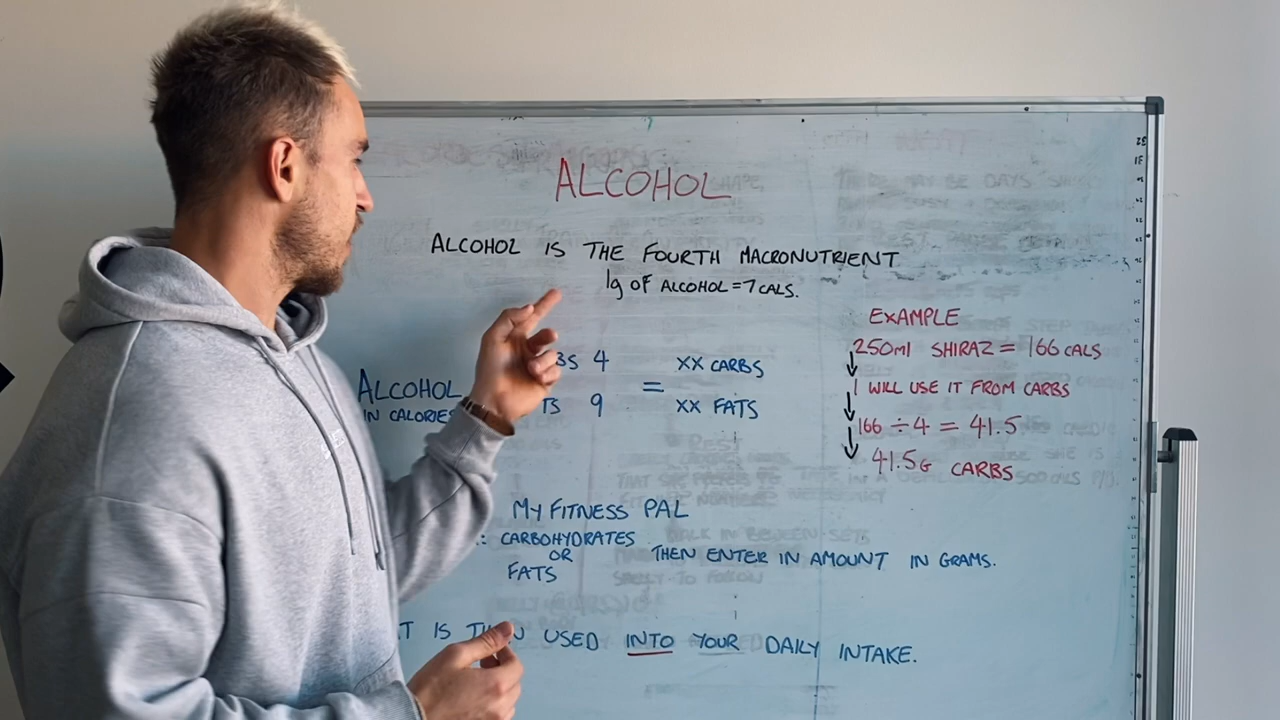 ALCOHOL
ALCOHOL IS THE FOURTH MACRONUTRIENT
1g OF ALCOHOL = 7 CALS.
ALCOHOL
IN CALORIES
BS 4
TS 9
=
XX CARBS
XX FATS
EXAMPLE
250ml SHIRAZ = 166 CALS
I WILL USE IT FROM CARBS
166 ÷ 4 = 41.5
41.5G CARBS
MY FITNESS PAL
: CARBOHYDRATES
OR
FATS
THEN ENTER IN AMOUNT IN GRAMS.
T IS THEN USED INTO YOUR DAILY INTAKE.